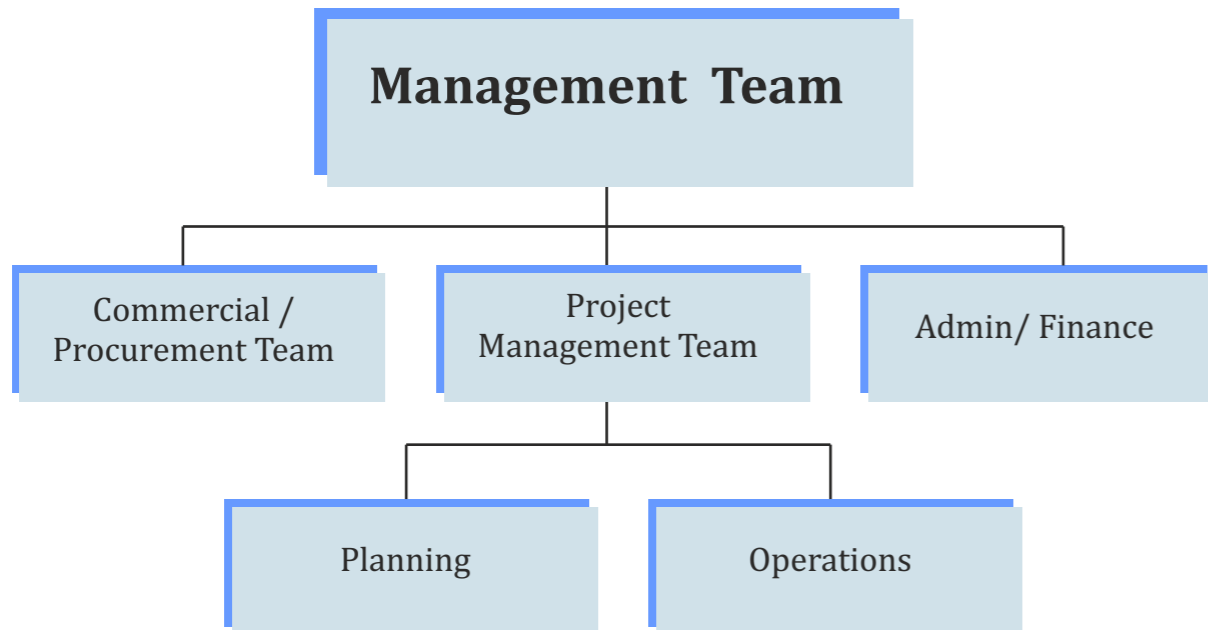 Management Team
Commercial /
Procurement Team
Project
Management Team
Admin/ Finance
Planning
Operations